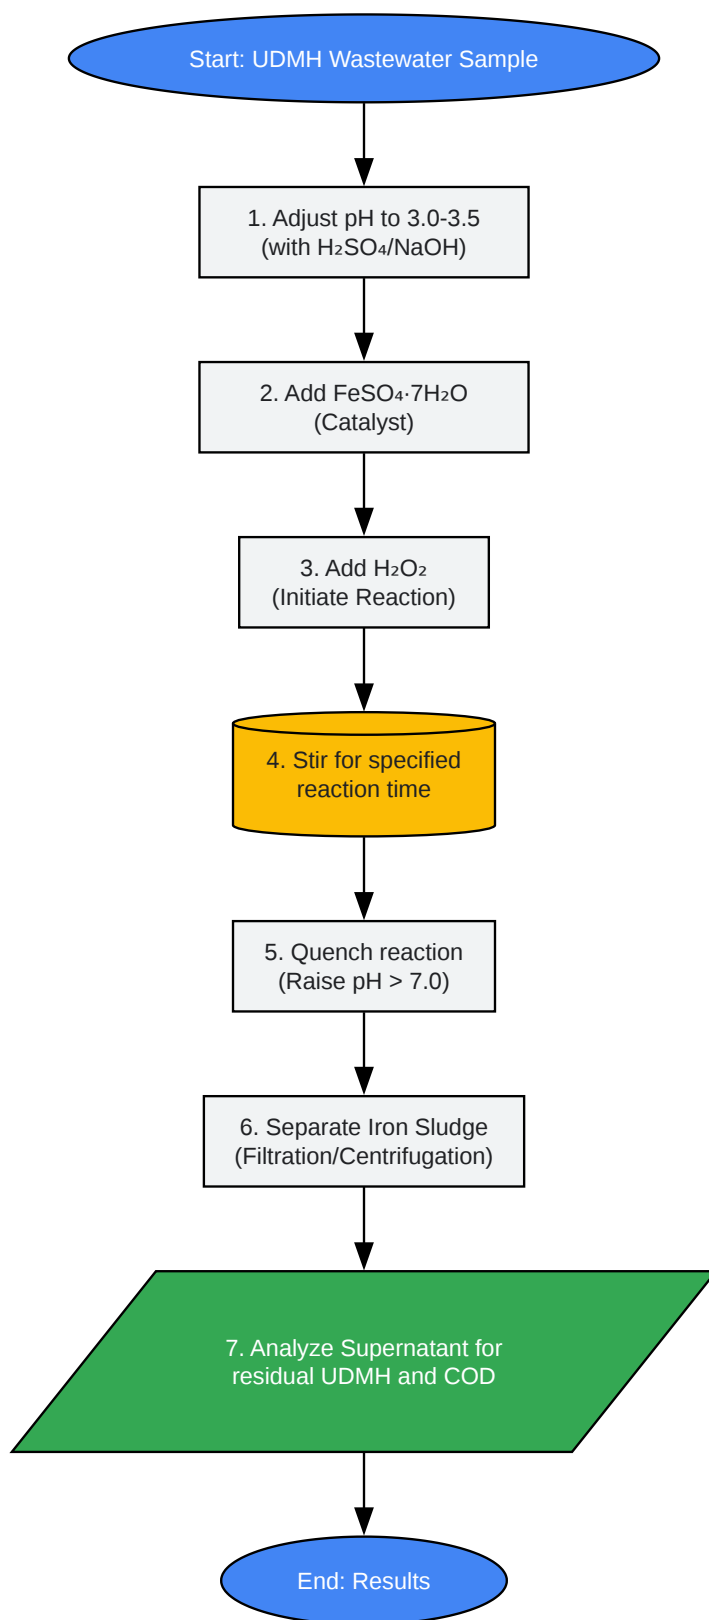 Start: UDMH Wastewater Sample
1. Adjust pH to 3.0-3.5
(with H₂SO₄/NaOH)
2. Add FeSO₄·7H₂O
(Catalyst)
3. Add H₂O₂
(Initiate Reaction)
4. Stir for specified
reaction time
5. Quench reaction
(Raise pH > 7.0)
6. Separate Iron Sludge
(Filtration/Centrifugation)
7. Analyze Supernatant for
residual UDMH and COD
End: Results